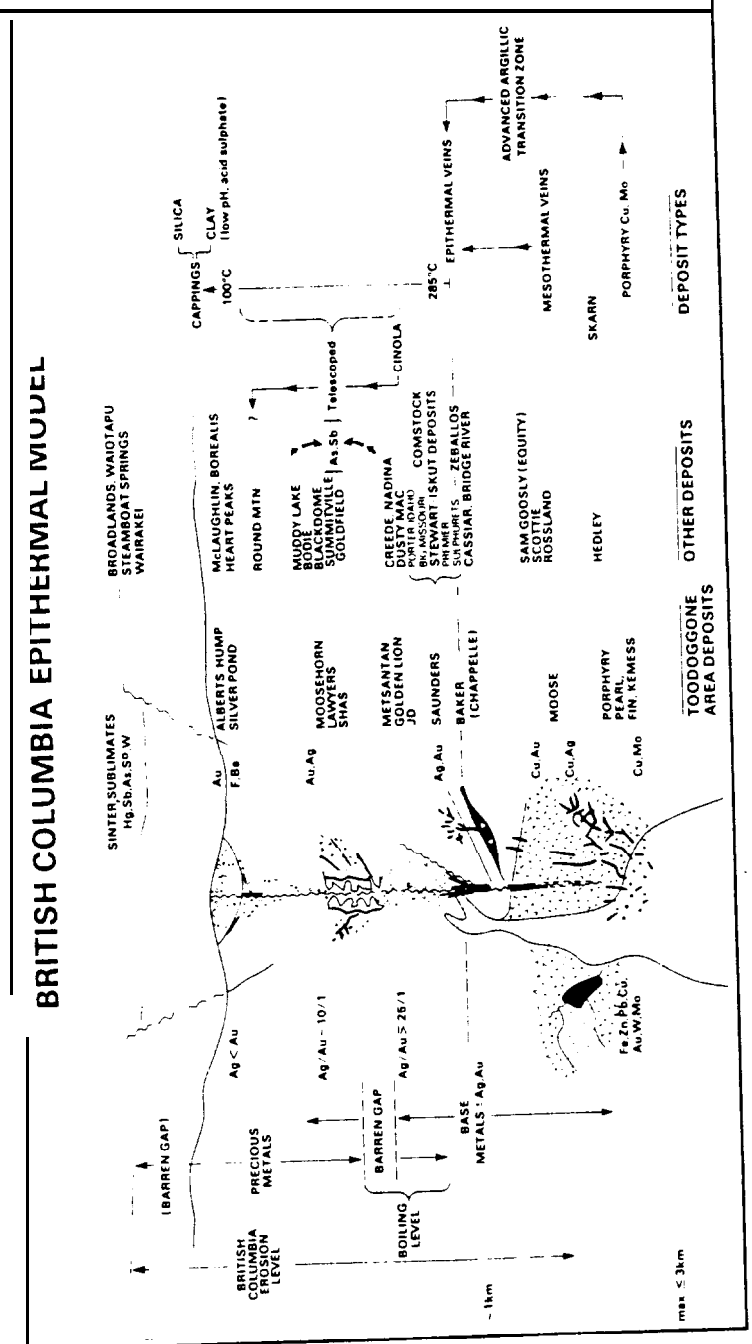 BRITISH COLUMBIA EPITHERMAL MODEL
(BARREN GAP)
PRECIOUS
METALS
BRITISH
COLUMBIA
EROSION
LEVEL
BARREN GAP
BOILING
LEVEL
BASE
METALS ± Ag.Au
~1km
max ≤ 3km
Ag < Au
Ag/Au ~ 10/1
Ag/Au ≥ 25/1
Fe.Zn.Pb.Cu.
Au.W.Mo
SINTER, SUBLIMATES
Hg.Sb.As.
Au
F.Ba
Au.Ag
Ag.Au
Cu.Au
Cu.Ag
Cu.Mo
ALBERTS HUMP
SILVER POND
MOOSEHORN
LAWYERS
SHAS
METSANTAN
GOLDEN LION
JD
SAUNDERS
BAKER
(CHAPPELLE)
MOOSE
PORPHYRY
PEARL,
FIN, KEMESS
TOODOGGONE
AREA DEPOSITS
BROADLANDS, WAIOTAPU
STEAMBOAT SPRINGS
WAIRAKEI
McLAUGHLIN, BOREALIS
HEART PEAKS
ROUND MTN
?
MUDDY LAKE
BODIE
BLACKDOME
SUMMITVILLE
GOLDFIELD
As.Sb
Telescoped
CREEDE, NADINA
DUSTY MAC
PORTER IDAHO
BIG MISSOURI
COMSTOCK
STEWART ISKUT DEPOSITS
PREMIER
SULPHURETS
ZEBALLOS
CASSIAR, BRIDGE RIVER
CINOLA
SAM GOOSLY (EQUITY)
SCOTTIE
ROSSLAND
HEDLEY
OTHER DEPOSITS
CAPPINGS
SILICA
CLAY
(low pH, acid sulphate)
100°C
285°C
EPITHERMAL VEINS
MESOTHERMAL VEINS
SKARN
PORPHYRY Cu, Mo
ADVANCED ARGILLIC
TRANSITION ZONE
DEPOSIT TYPES